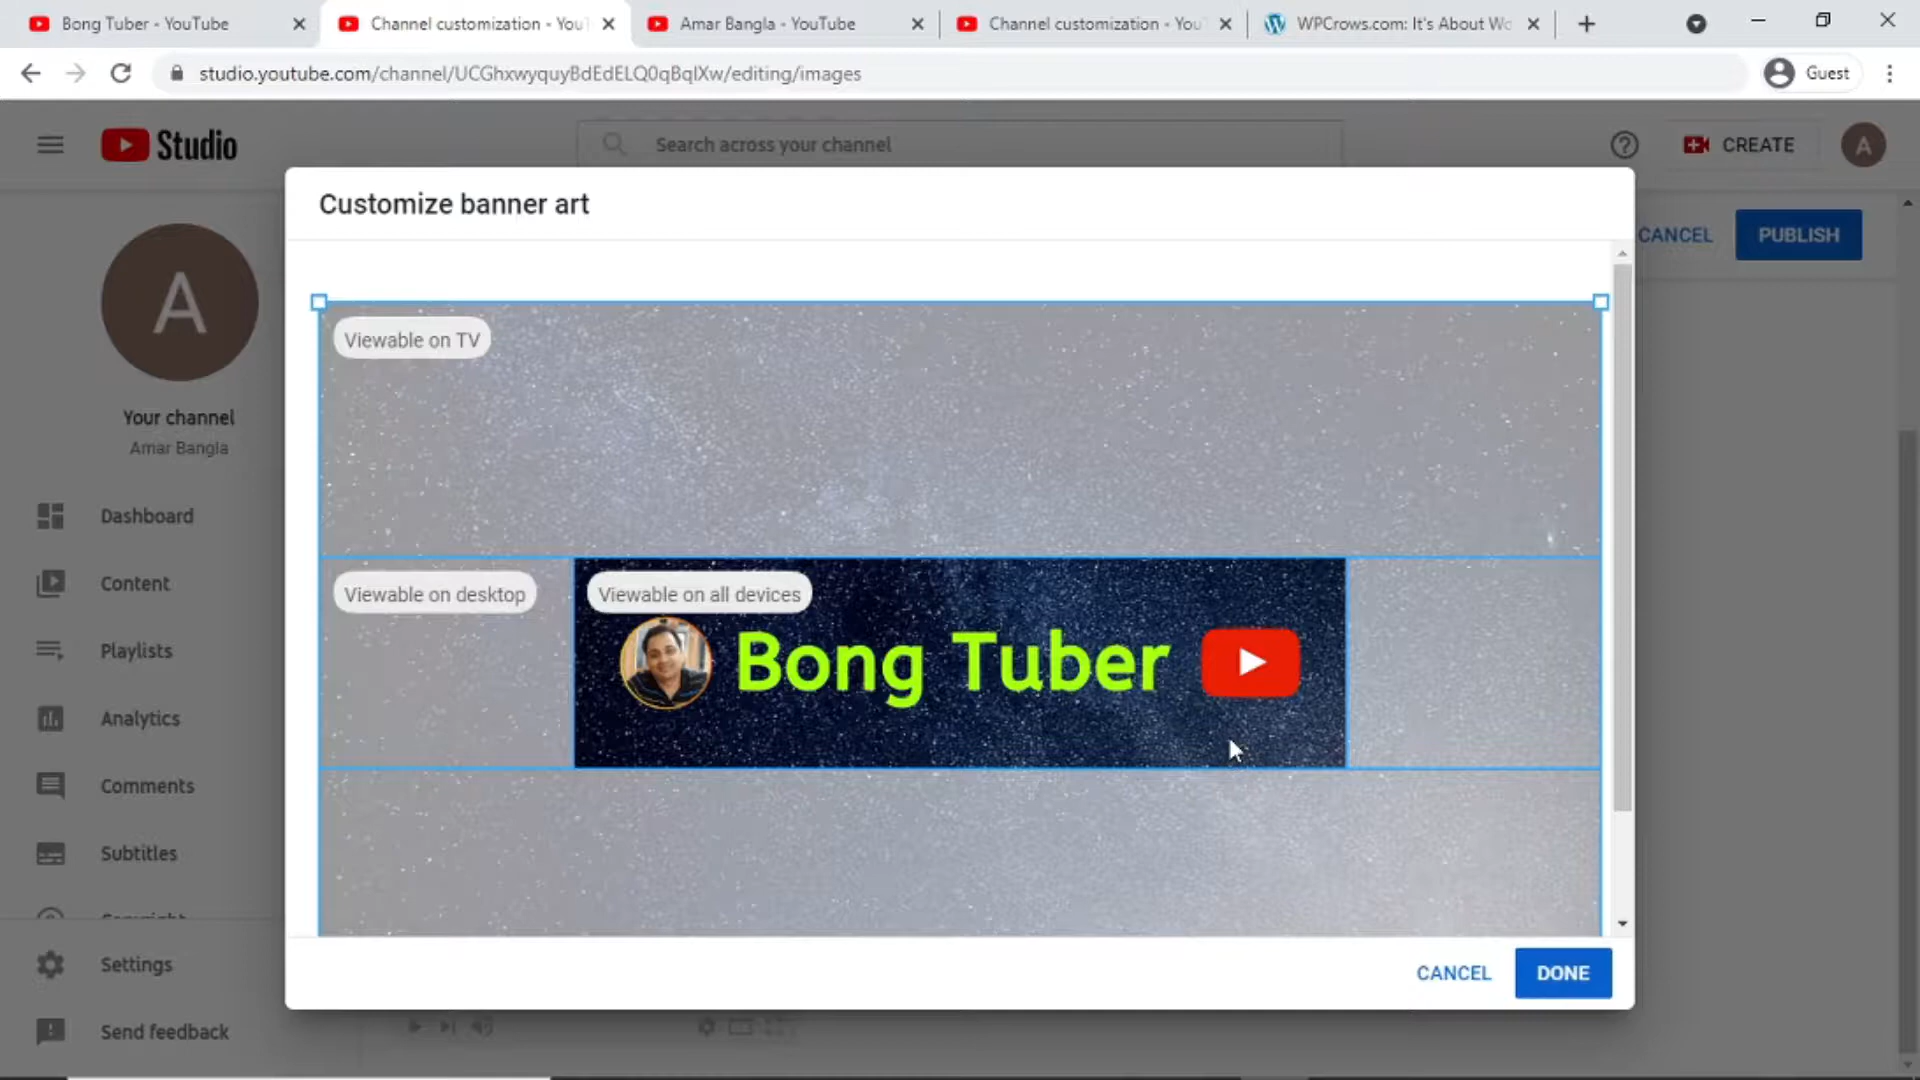 Bong Tuber - YouTube
Channel customization - You
Amar Bangla - YouTube
Channel customization - You
WPCrows.com: It's About Wo
studio.youtube.com/channel/UCGhxwyquyBdEdELQ0qBqlXw/editing/images
Guest
Studio
Search across your channel
CREATE
A
Customize banner art
CANCEL
PUBLISH
A
Viewable on TV
Your channel
Amar Bangla
Dashboard
Content
Viewable on desktop
Viewable on all devices
Bong Tuber
Playlists
Analytics
Comments
Subtitles
Copyright
Settings
CANCEL
DONE
Send feedback